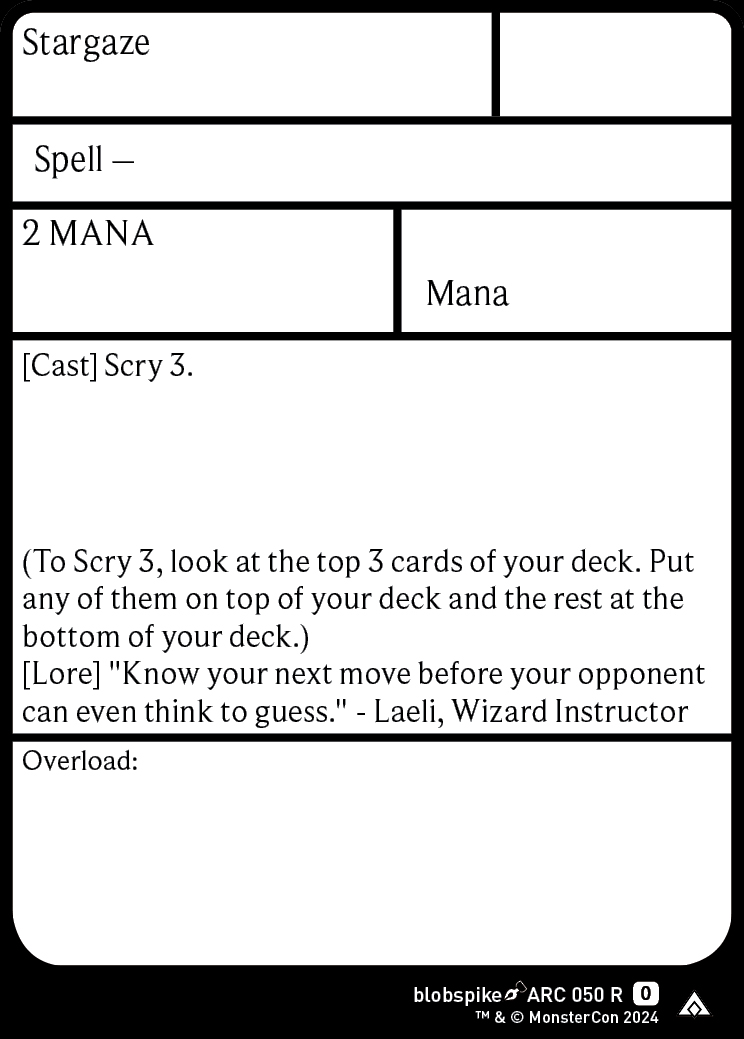 Stargaze
Spell —
2 MANA
Mana
[Cast] Scry 3.
(To Scry 3, look at the top 3 cards of your deck. Put
any of them on top of your deck and the rest at the
bottom of your deck.)
[Lore] "Know your next move before your opponent
can even think to guess." - Laeli, Wizard Instructor
Overload:
blobspike ARC 050 R 0
™ & © MonsterCon 2024